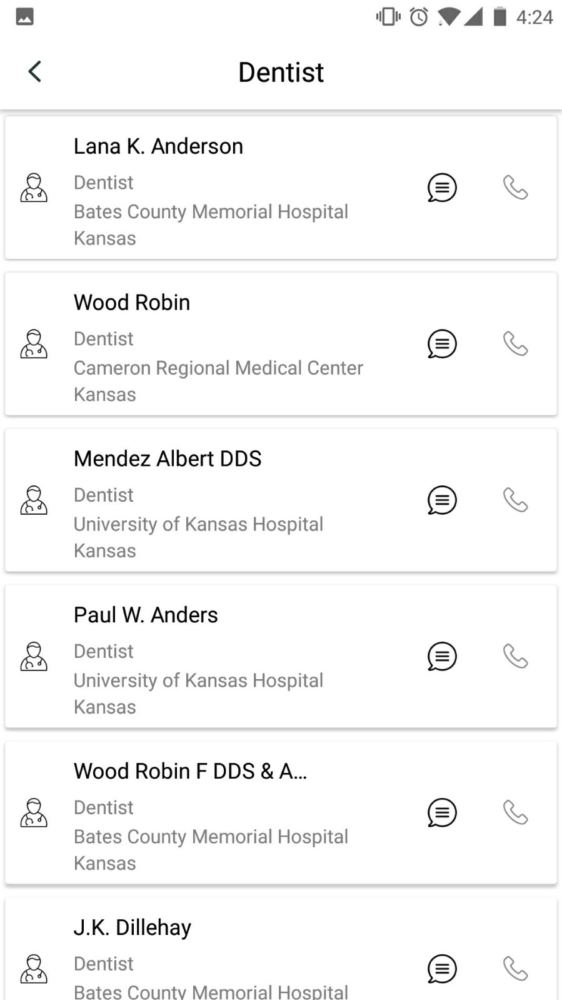 4:24
Dentist
Lana K. Anderson
Dentist
Bates County Memorial Hospital
Kansas
Wood Robin
Dentist
Cameron Regional Medical Center
Kansas
Mendez Albert DDS
Dentist
University of Kansas Hospital
Kansas
Paul W. Anders
Dentist
University of Kansas Hospital
Kansas
Wood Robin F DDS & A...
Dentist
Bates County Memorial Hospital
Kansas
J.K. Dillehay
Dentist
Bates County Memorial Hospital